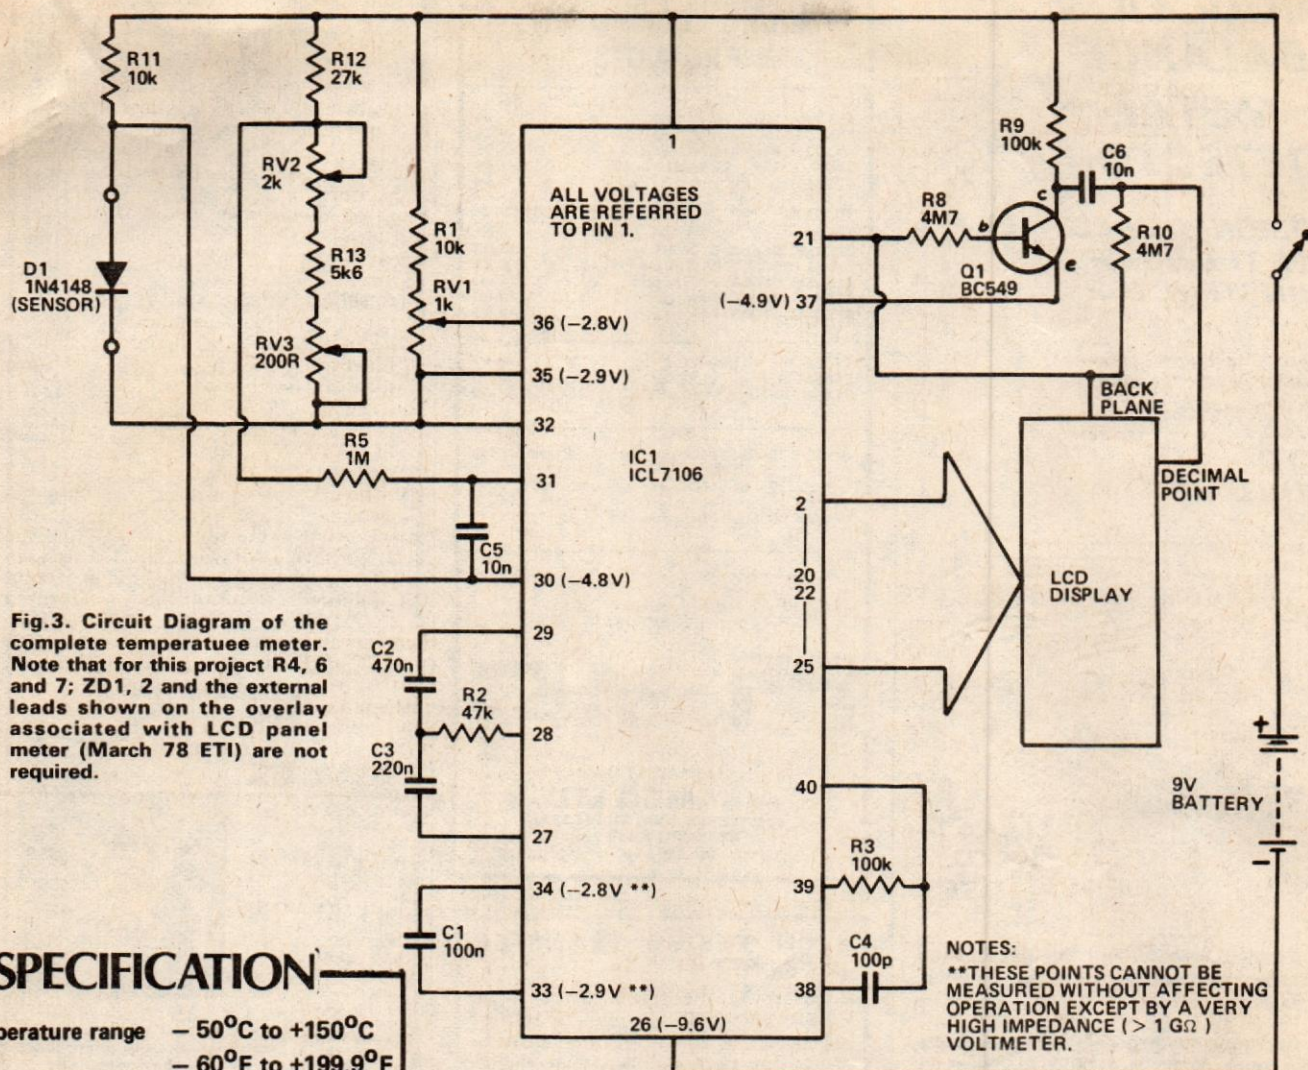 R11
10k
R12
27k
RV2
2k
R13
5k6
RV3
200R
R1
10k
RV1
1k
D1
1N4148
(SENSOR)
R5
1M
C5
10n
1
ALL VOLTAGES
ARE REFERRED
TO PIN 1.
36 (−2.8V)
35 (−2.9V)
32
31
30 (−4.8V)
29
28
27
34 (−2.8V **)
33 (−2.9V **)
26 (−9.6V)
IC1
ICL7106
21
(−4.9V) 37
2
20
22
25
40
39
38
R9
100k
C6
10n
R8
4M7
b
c
e
Q1
BC549
R10
4M7
BACK
PLANE
DECIMAL
POINT
LCD
DISPLAY
9V
BATTERY
+
−
C2
470n
R2
47k
C3
220n
C1
100n
R3
100k
C4
100p
Fig.3. Circuit Diagram of the
complete temperatuee meter.
Note that for this project R4, 6
and 7; ZD1, 2 and the external
leads shown on the overlay
associated with LCD panel
meter (March 78 ETI) are not
required.
NOTES:
**THESE POINTS CANNOT BE
MEASURED WITHOUT AFFECTING
OPERATION EXCEPT BY A VERY
HIGH IMPEDANCE (> 1 GΩ )
VOLTMETER.
SPECIFICATION
perature range − 50°C to +150°C
− 60°F to +199.9°F